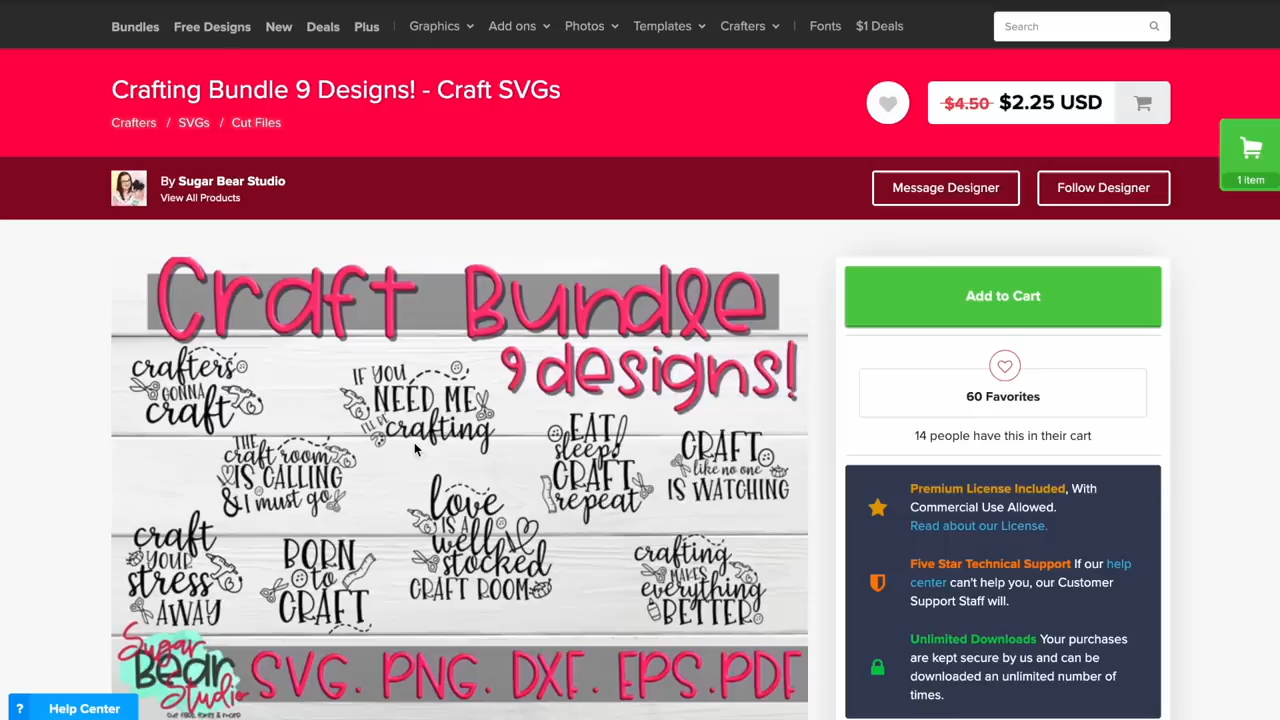 Bundles Free Designs New Deals Plus Graphics Add ons Photos Templates Crafters Fonts $1 Deals Search
Crafting Bundle 9 Designs! - Craft SVGs
Crafters / SVGs / Cut Files
$4.50 $2.25 USD
1 item
By Sugar Bear Studio
View All Products
Message Designer Follow Designer
Craft Bundle
9 designs!
crafters
GONNA
craft
IF YOU
NEED ME
I'LL BE
crafting
THE
craft room
IS CALLING
& I must go
EAT
sleep
CRAFT
repeat
CRAFT
like no one
IS WATCHING
craft
YOUR
stress
AWAY
BORN
to
CRAFT
love
IS A
well
stocked
CRAFT ROOM
crafting
MAKES
everything
BETTER
Sugar
Bear
Studio
cut files, fonts & more
SVG. PNG. DXF. EPS.PDF
Add to Cart
60 Favorites
14 people have this in their cart
Premium License Included, With
Commercial Use Allowed.
Read about our License.
Five Star Technical Support If our help
center can't help you, our Customer
Support Staff will.
Unlimited Downloads Your purchases
are kept secure by us and can be
downloaded an unlimited number of
times.
? Help Center